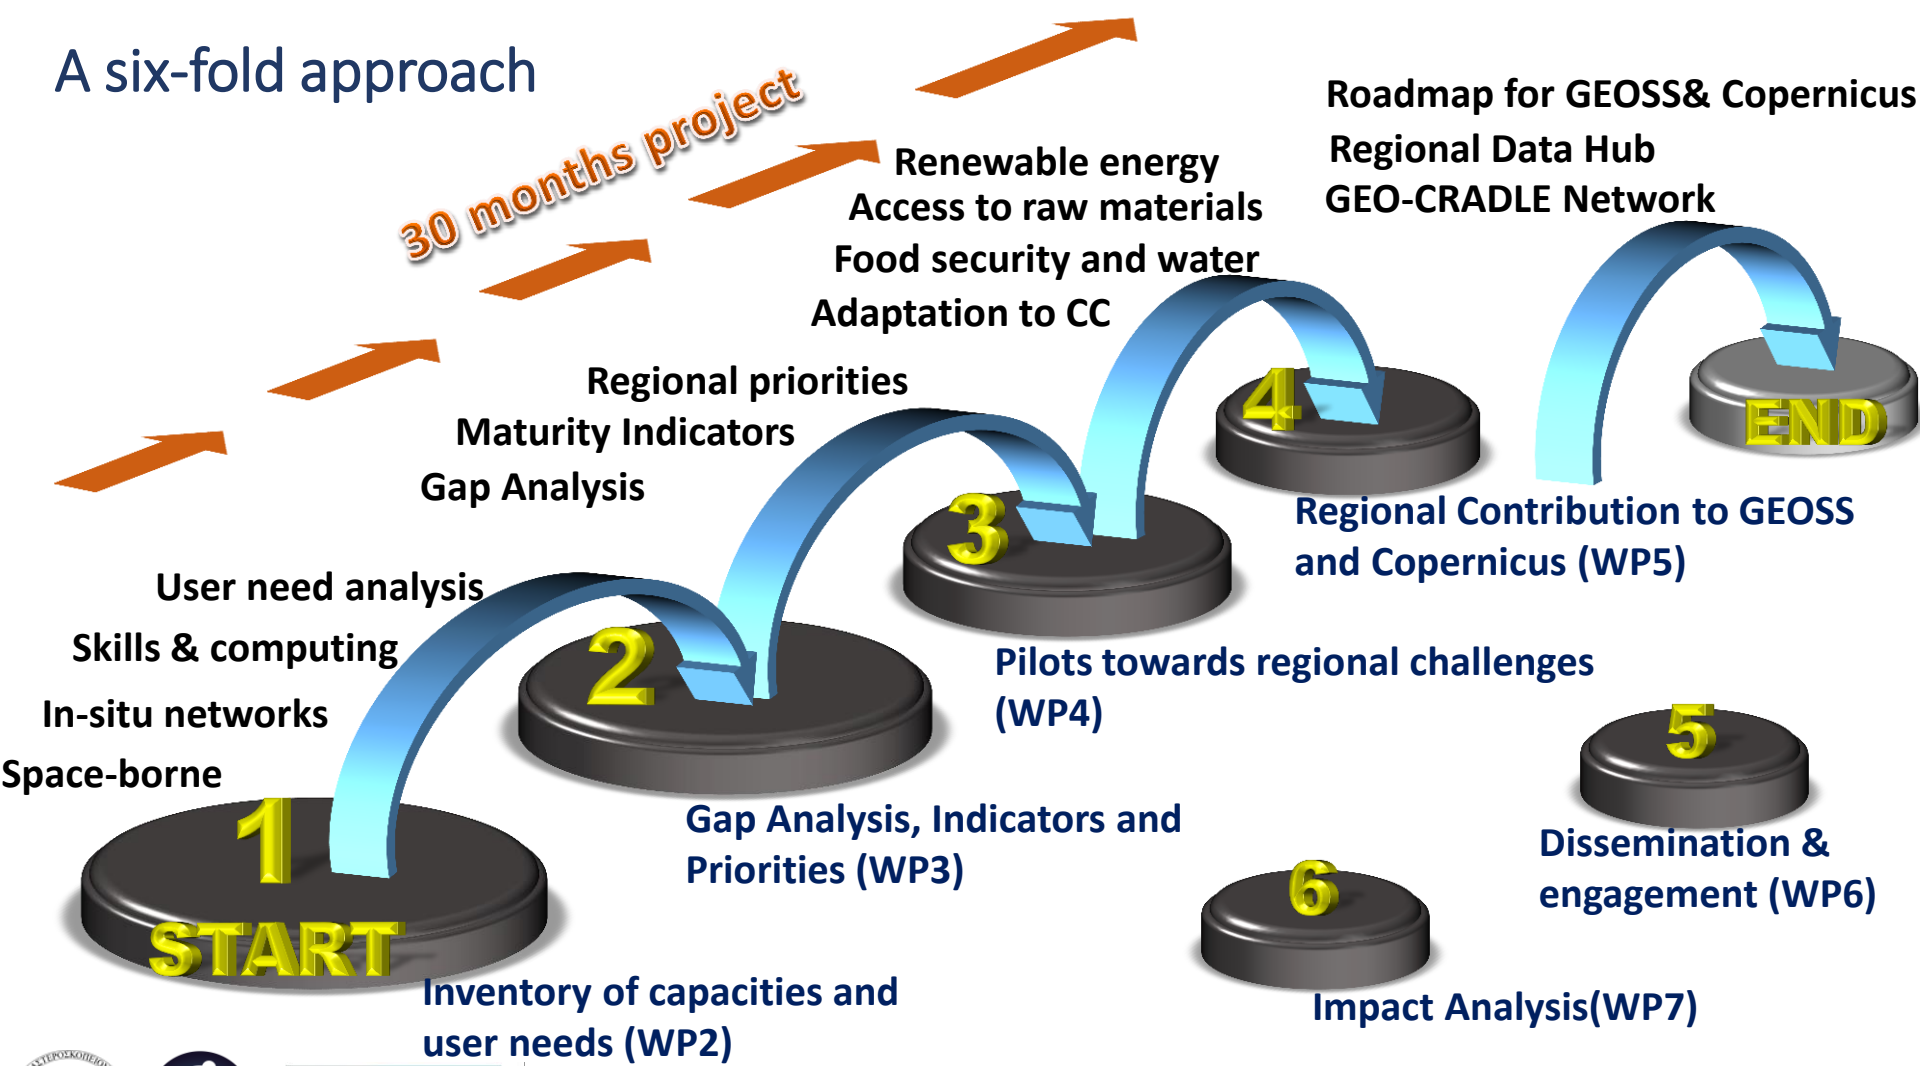 A six-fold approach
30 months project
Roadmap for GEOSS& Copernicus
Regional Data Hub
GEO-CRADLE Network
Renewable energy
Access to raw materials
Food security and water
Adaptation to CC
Regional priorities
Maturity Indicators
Gap Analysis
User need analysis
Skills & computing
In-situ networks
Space-borne
1
START
Inventory of capacities and
user needs (WP2)
2
Gap Analysis, Indicators and
Priorities (WP3)
3
Pilots towards regional challenges
(WP4)
4
Regional Contribution to GEOSS
and Copernicus (WP5)
END
5
Dissemination &
engagement (WP6)
6
Impact Analysis(WP7)